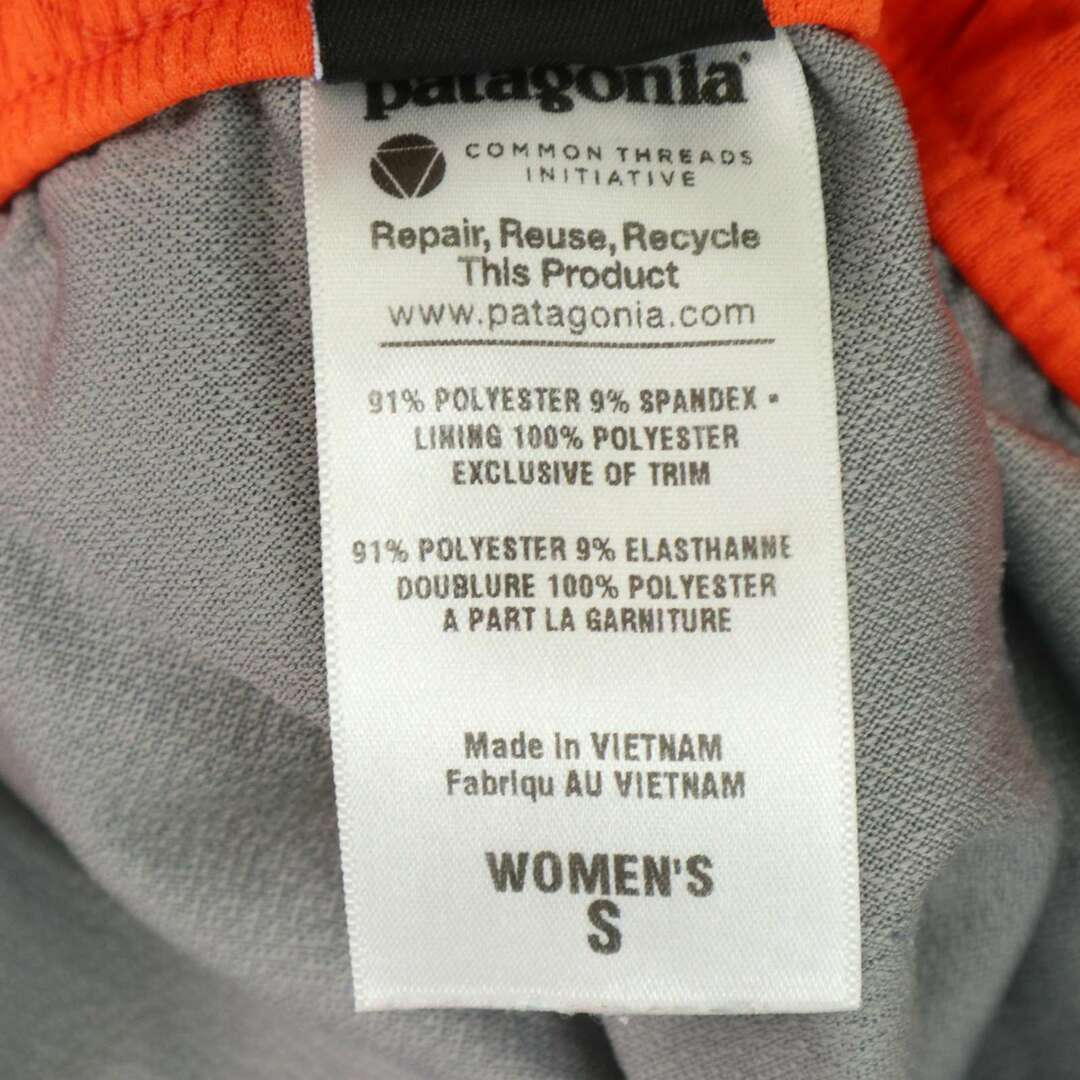 patagonia®
COMMON THREADS
INITIATIVE
Repair, Reuse, Recycle
This Product
www.patagonia.com
91% POLYESTER 9% SPANDEX •
LINING 100% POLYESTER
EXCLUSIVE OF TRIM
91% POLYESTER 9% ELASTHANNE
DOUBLURE 100% POLYESTER
A PART LA GARNITURE
Made in VIETNAM
Fabriqu AU VIETNAM
WOMEN'S
S